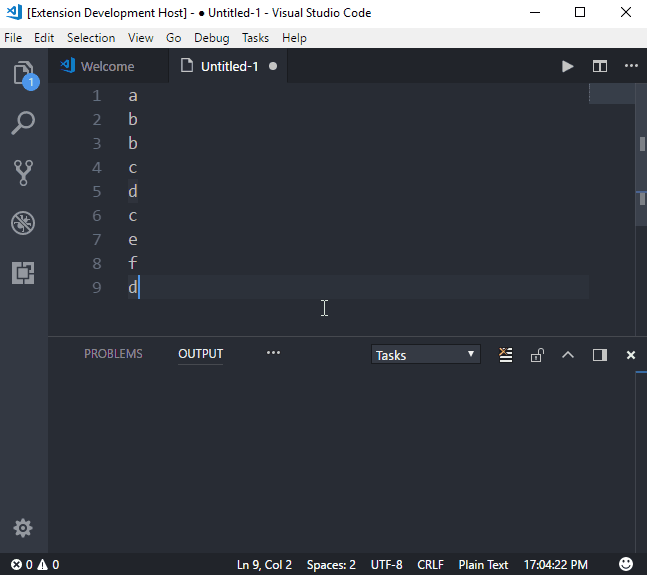 [Extension Development Host] - ● Untitled-1 - Visual Studio Code
File Edit Selection View Go Debug Tasks Help
1 Welcome Untitled-1
1 a
2 b
3 b
4 c
5 d
6 c
7 e
8 f
9 d
PROBLEMS OUTPUT ··· Tasks
0 0 Ln 9, Col 2 Spaces: 2 UTF-8 CRLF Plain Text 17:04:22 PM